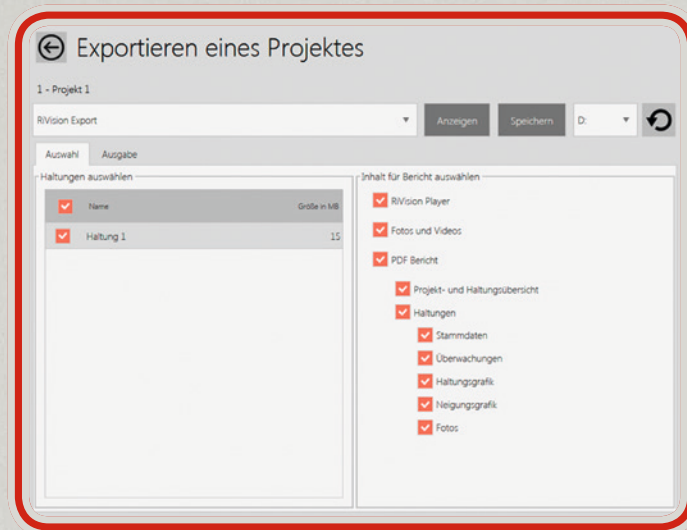 Exportieren eines Projektes
1 - Projekt 1
RiVision Export
Anzeigen
Speichern
D:
Auswahl
Ausgabe
Haltungen auswählen
Name
Größe in MB
Haltung 1
15
Inhalt für Bericht auswählen
RiVision Player
Fotos und Videos
PDF Bericht
Projekt- und Haltungsübersicht
Haltungen
Stammdaten
Überwachungen
Haltungsgrafik
Neigungsgrafik
Fotos